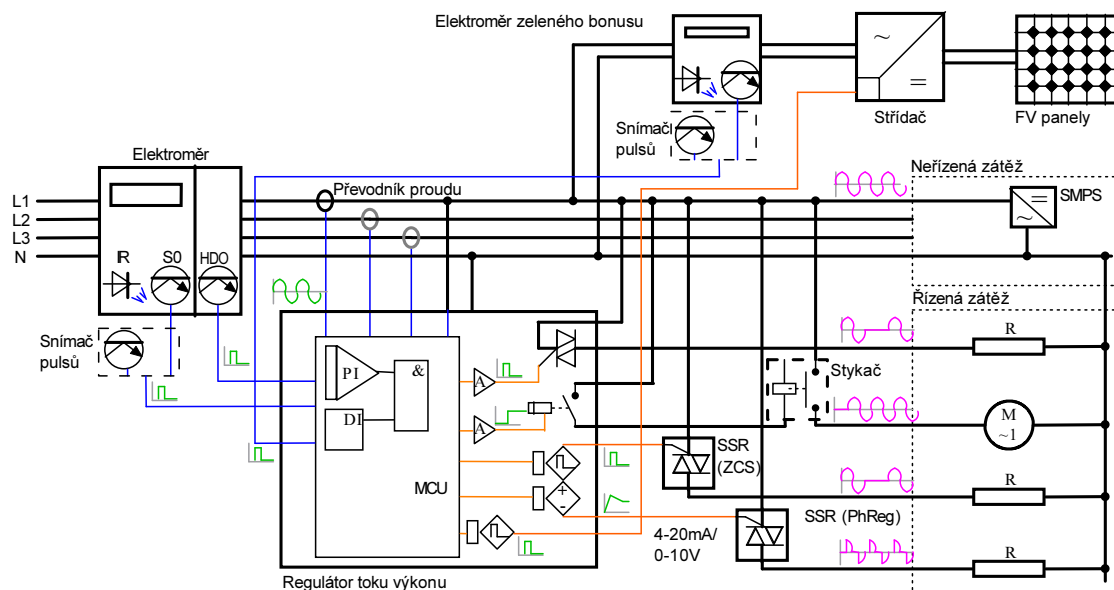 Elektroměr zeleného bonusu
~
=
Střídač
FV panely
Snímač
pulsů
Elektroměr
Převodník proudu
Neřízená zátěž
L1
L2
L3
N
IR
S0
HDO
=
~
SMPS
Řízená zátěž
Snímač
pulsů
R
PI
&
A
Stykač
DI
A
M
~1
SSR
(ZCS)
MCU
R
+
-
SSR (PhReg)
4-20mA/
0-10V
R
Regulátor toku výkonu